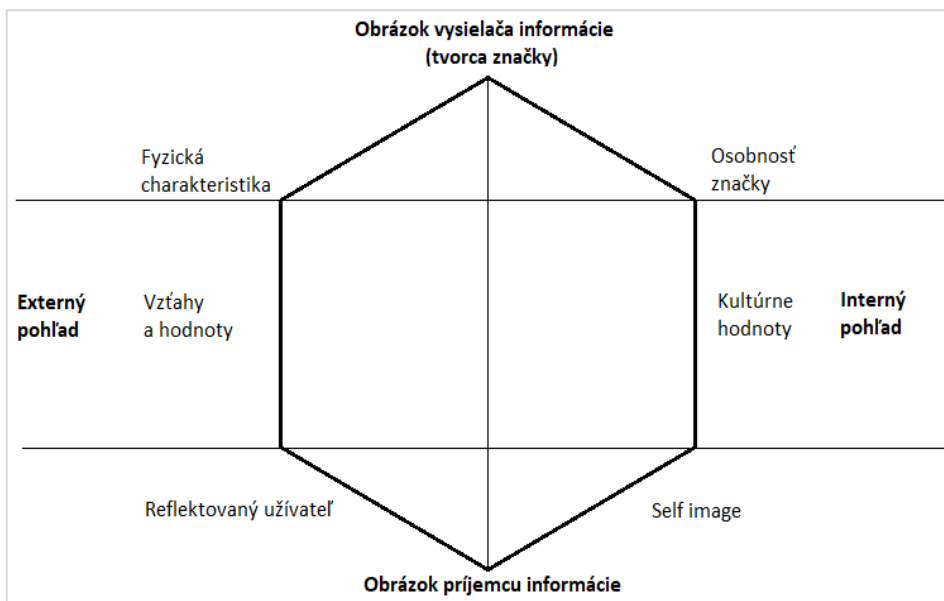 Obrázok vysielača informácie
(tvorca značky)
Fyzická
charakteristika
Osobnosť
značky
Externý
pohľad
Vzťahy
a hodnoty
Kultúrne
hodnoty
Interný
pohľad
Reflektovaný užívateľ
Self image
Obrázok príjemcu informácie